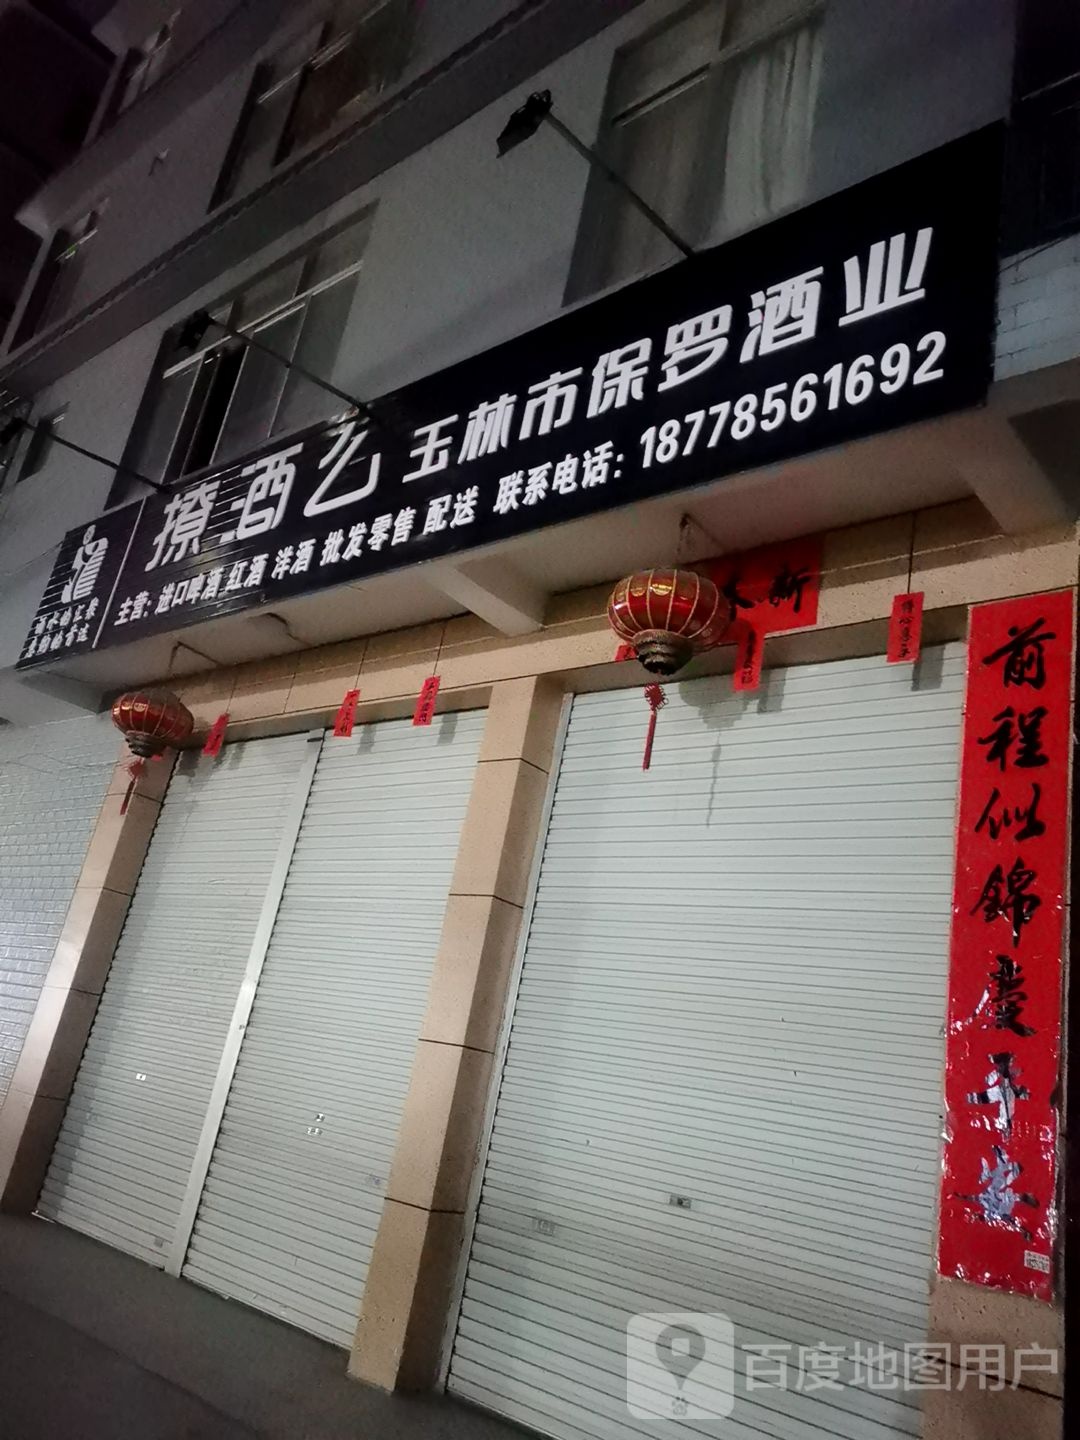 撩酒么 玉林市保罗酒业
主营: 进口啤酒 红酒 洋酒 批发零售 配送 联系电话: 18778561692
前程似錦慶平安
百度地图用户